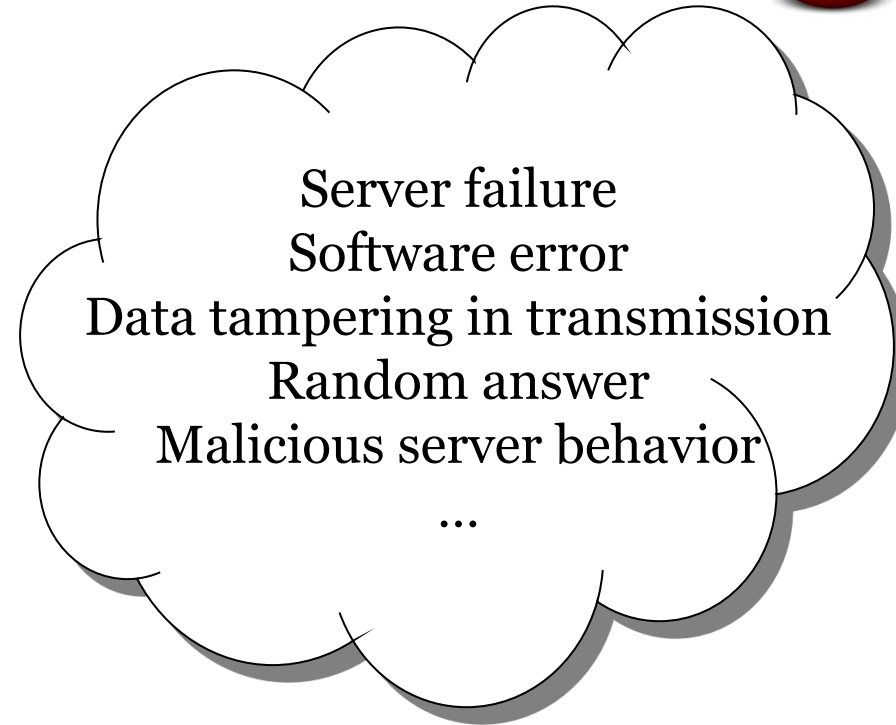 Server failure
Software error
Data tampering in transmission
Random answer
Malicious server behavior
...